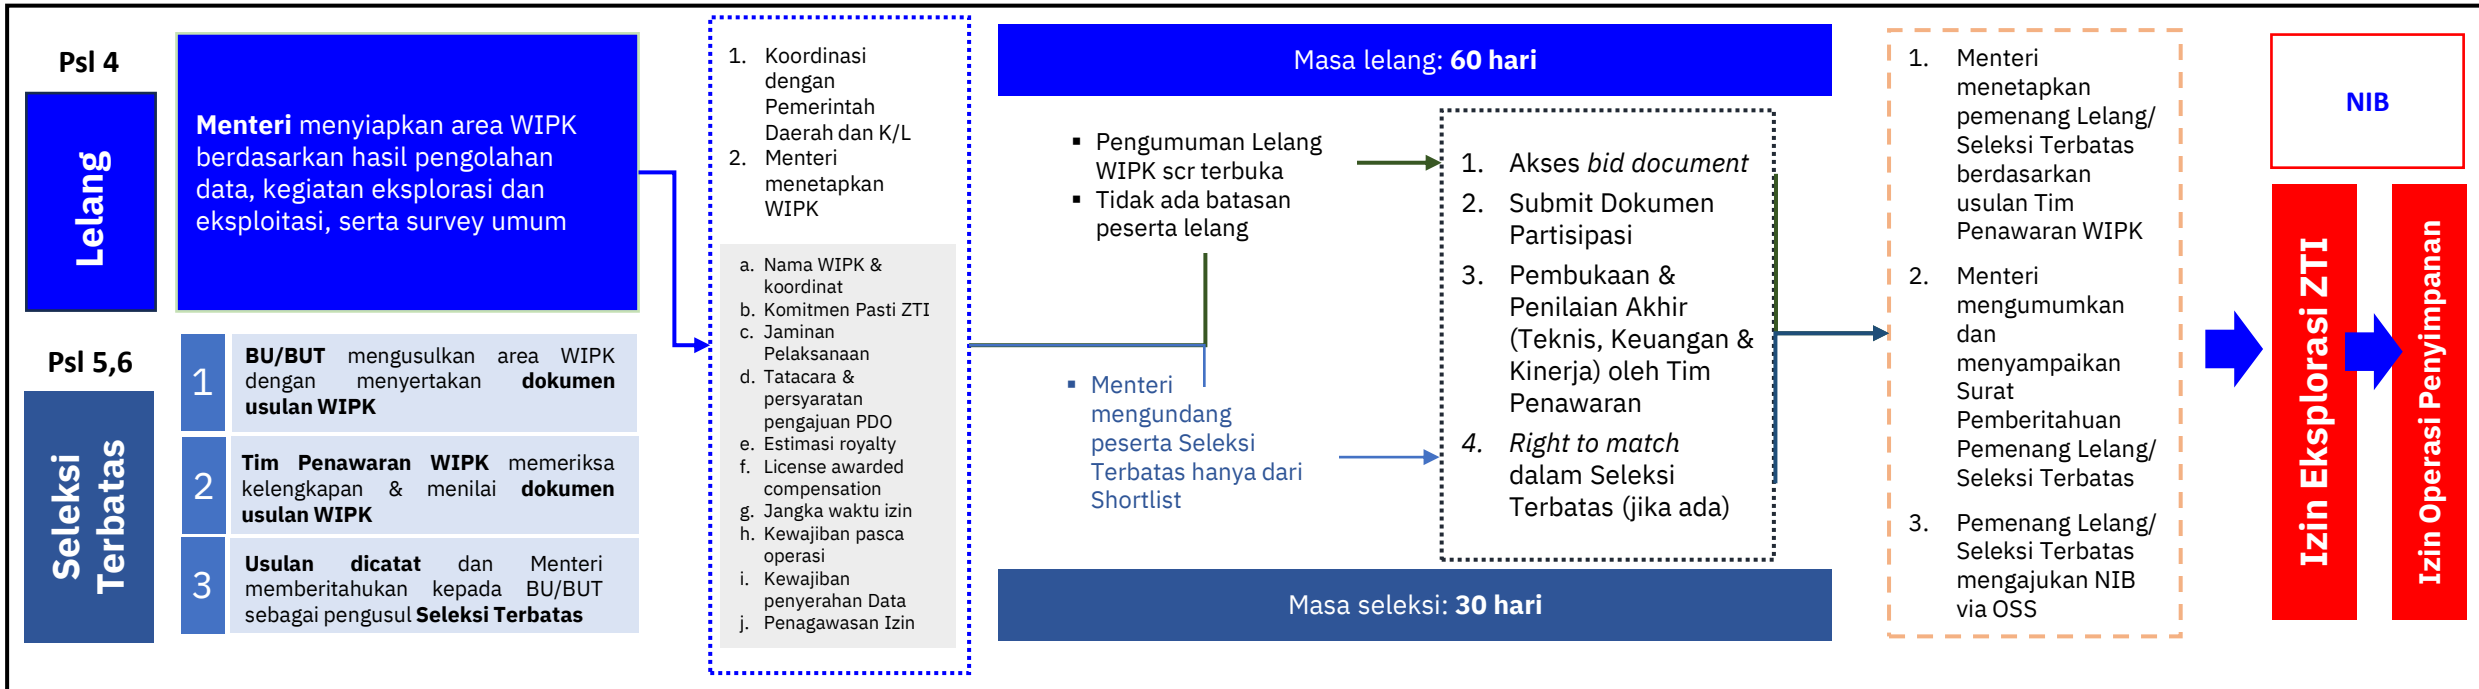 Psl 4
Lelang
Menteri menyiapkan area WIPK
berdasarkan hasil pengolahan
data, kegiatan eksplorasi dan
eksploitasi, serta survey umum
Psl 5,6
Seleksi
Terbatas
1
BU/BUT mengusulkan area WIPK
dengan menyertakan dokumen
usulan WIPK
2
Tim Penawaran WIPK memeriksa
kelengkapan & menilai dokumen
usulan WIPK
3
Usulan dicatat dan Menteri
memberitahukan kepada BU/BUT
sebagai pengusul Seleksi Terbatas
1. Koordinasi
dengan
Pemerintah
Daerah dan K/L
2. Menteri
menetapkan
WIPK
a. Nama WIPK &
koordinat
b. Komitmen Pasti ZTI
c. Jaminan
Pelaksanaan
d. Tatacara &
persyaratan
pengajuan PDO
e. Estimasi royalty
f. License awarded
compensation
g. Jangka waktu izin
h. Kewajiban pasca
operasi
i. Kewajiban
penyerahan Data
j. Penagawasan Izin
Masa lelang: 60 hari
▪ Pengumuman Lelang
WIPK scr terbuka
▪ Tidak ada batasan
peserta lelang
▪ Menteri
mengundang
peserta Seleksi
Terbatas hanya dari
Shortlist
1. Akses bid document
2. Submit Dokumen
Partisipasi
3. Pembukaan &
Penilaian Akhir
(Teknis, Keuangan &
Kinerja) oleh Tim
Penawaran
4. Right to match
dalam Seleksi
Terbatas (jika ada)
Masa seleksi: 30 hari
1. Menteri
menetapkan
pemenang Lelang/
Seleksi Terbatas
berdasarkan
usulan Tim
Penawaran WIPK
2. Menteri
mengumumkan
dan
menyampaikan
Surat
Pemberitahuan
Pemenang Lelang/
Seleksi Terbatas
3. Pemenang Lelang/
Seleksi Terbatas
mengajukan NIB
via OSS
NIB
Izin Eksplorasi ZTI
Izin Operasi Penyimpanan